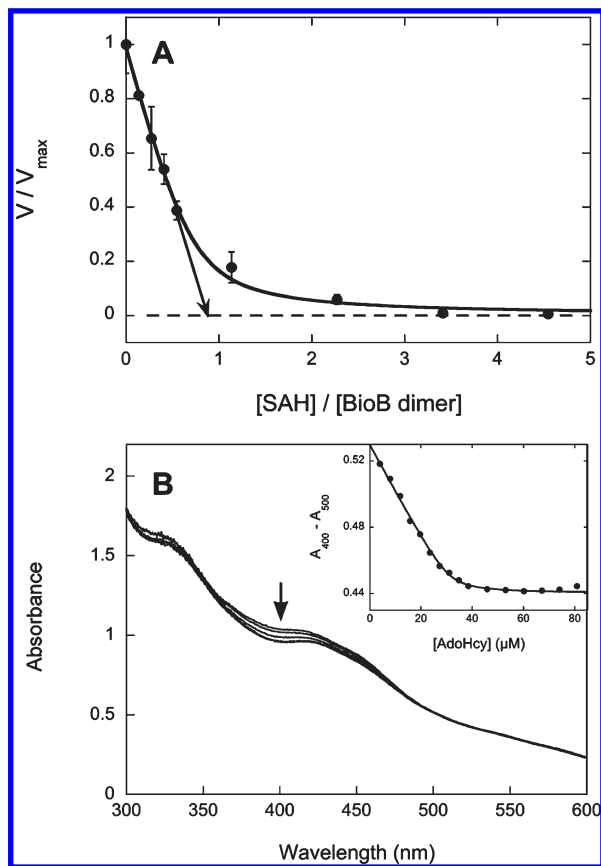 A
V / Vmax
1
0.8
0.6
0.4
0.2
0
0 1 2 3 4 5
[SAH] / [BioB dimer]
B
Absorbance
2
1.5
1
0.5
0
300 350 400 450 500 550 600
Wavelength (nm)
A400 - A500
0.52
0.48
0.44
0 20 40 60 80
[AdoHcy] (µM)